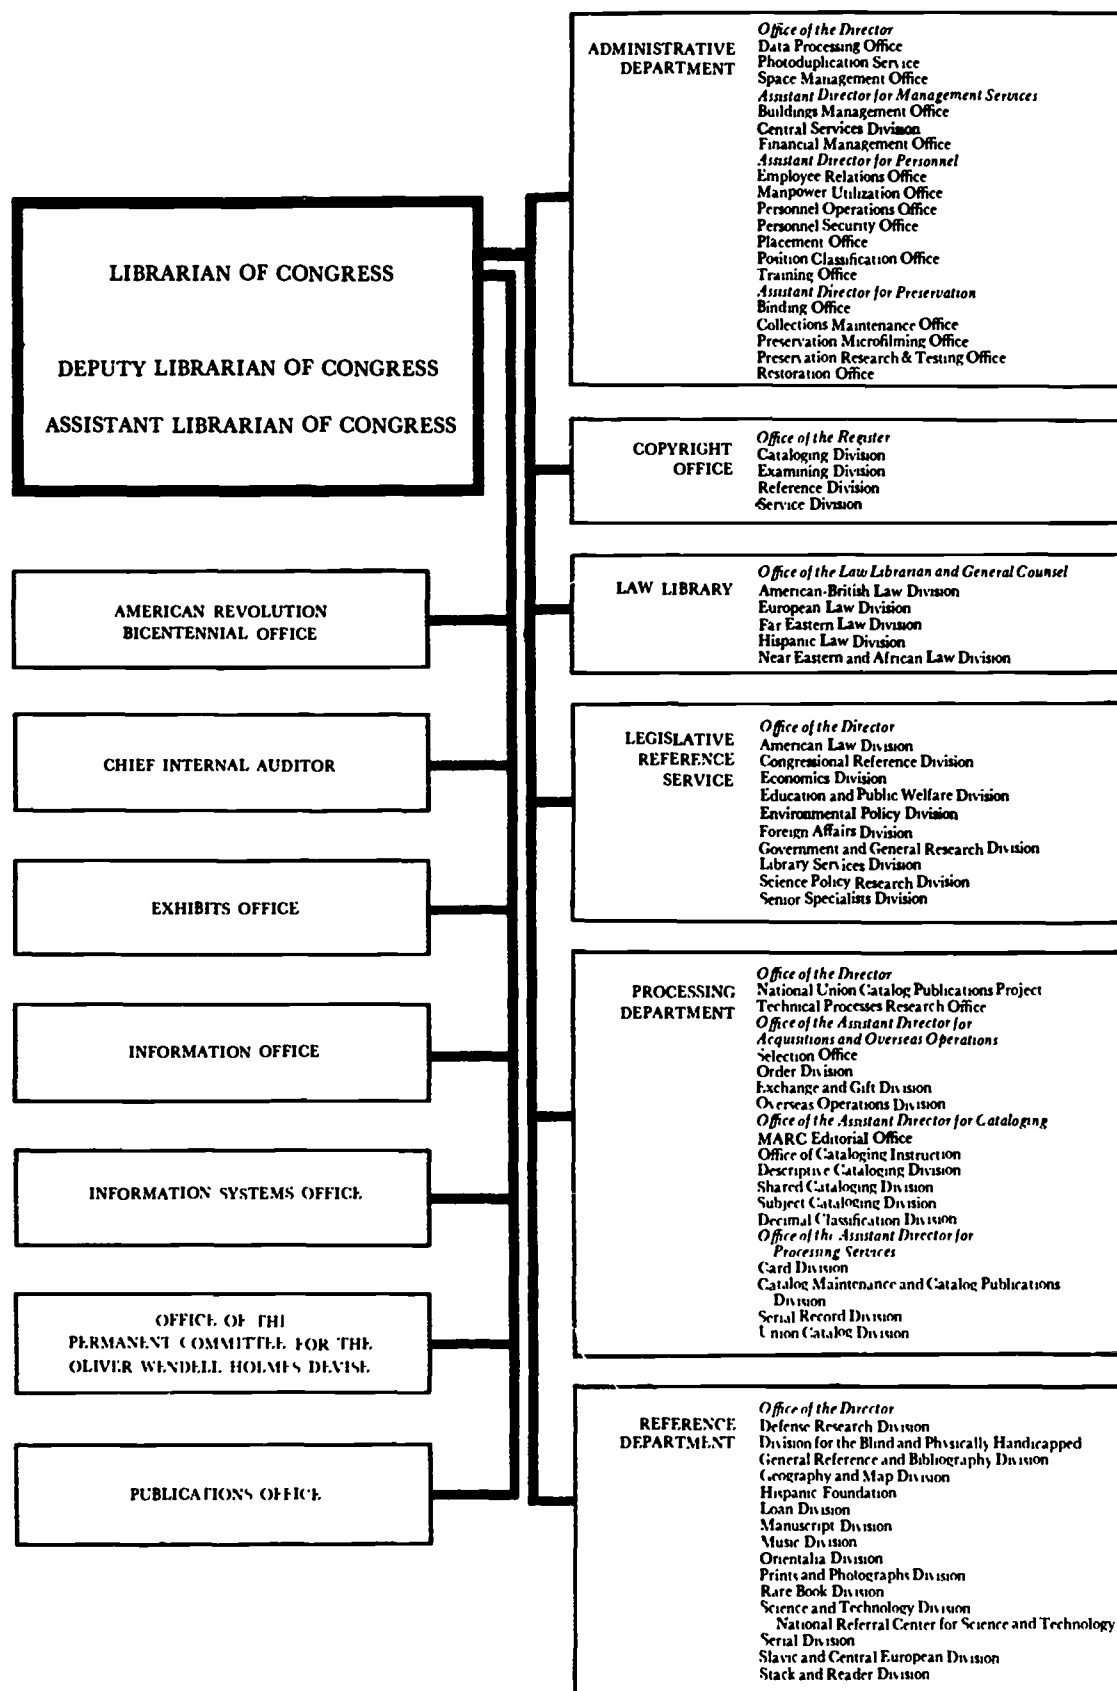 LIBRARIAN OF CONGRESS
DEPUTY LIBRARIAN OF CONGRESS
ASSISTANT LIBRARIAN OF CONGRESS
AMERICAN REVOLUTION
BICENTENNIAL OFFICE
CHIEF INTERNAL AUDITOR
EXHIBITS OFFICE
INFORMATION OFFICE
INFORMATION SYSTEMS OFFICE
OFFICE OF THE
PERMANENT COMMITTEE FOR THE
OLIVER WENDELL HOLMES DEVISE
PUBLICATIONS OFFICE
ADMINISTRATIVE
DEPARTMENT
Office of the Director
Data Processing Office
Photoduplication Service
Space Management Office
Assistant Director for Management Services
Buildings Management Office
Central Services Division
Financial Management Office
Assistant Director for Personnel
Employee Relations Office
Manpower Utilization Office
Personnel Operations Office
Personnel Security Office
Placement Office
Position Classification Office
Training Office
Assistant Director for Preservation
Binding Office
Collections Maintenance Office
Preservation Microfilming Office
Preservation Research & Testing Office
Restoration Office
COPYRIGHT
OFFICE
Office of the Register
Cataloging Division
Examining Division
Reference Division
Service Division
LAW LIBRARY
Office of the Law Librarian and General Counsel
American-British Law Division
European Law Division
Far Eastern Law Division
Hispanic Law Division
Near Eastern and African Law Division
LEGISLATIVE
REFERENCE
SERVICE
Office of the Director
American Law Division
Congressional Reference Division
Economics Division
Education and Public Welfare Division
Environmental Policy Division
Foreign Affairs Division
Government and General Research Division
Library Services Division
Science Policy Research Division
Senior Specialists Division
PROCESSING
DEPARTMENT
Office of the Director
National Union Catalog Publications Project
Technical Processes Research Office
Office of the Assistant Director for
Acquisitions and Overseas Operations
Selection Office
Order Division
Exchange and Gift Division
Overseas Operations Division
Office of the Assistant Director for Cataloging
MARC Editorial Office
Office of Cataloging Instruction
Descriptive Cataloging Division
Shared Cataloging Division
Subject Cataloging Division
Decimal Classification Division
Office of the Assistant Director for
Processing Services
Card Division
Catalog Maintenance and Catalog Publications
Division
Serial Record Division
Union Catalog Division
REFERENCE
DEPARTMENT
Office of the Director
Defense Research Division
Division for the Blind and Physically Handicapped
General Reference and Bibliography Division
Geography and Map Division
Hispanic Foundation
Loan Division
Manuscript Division
Music Division
Orientalia Division
Prints and Photographs Division
Rare Book Division
Science and Technology Division
National Referral Center for Science and Technology
Serial Division
Slavic and Central European Division
Stack and Reader Division